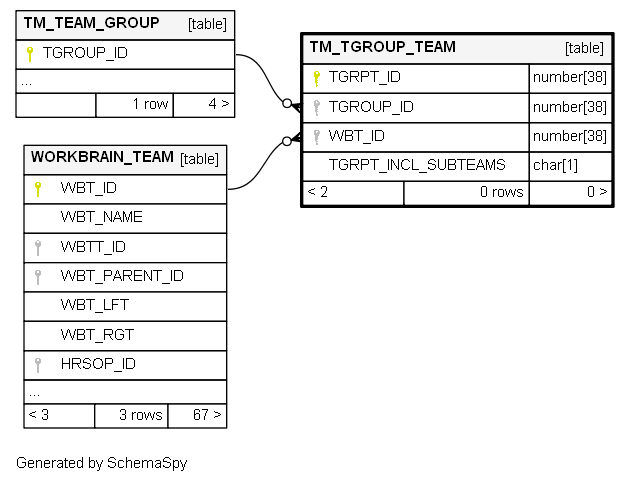 TM_TEAM_GROUP [table]
TGROUP_ID
...
1 row 4 >
TM_TGROUP_TEAM [table]
TGRPT_ID number[38]
TGROUP_ID number[38]
WBT_ID number[38]
TGRPT_INCL_SUBTEAMS char[1]
< 2 0 rows 0 >
WORKBRAIN_TEAM [table]
WBT_ID
WBT_NAME
WBTT_ID
WBT_PARENT_ID
WBT_LFT
WBT_RGT
HRSOP_ID
...
< 3 3 rows 67 >
Generated by SchemaSpy